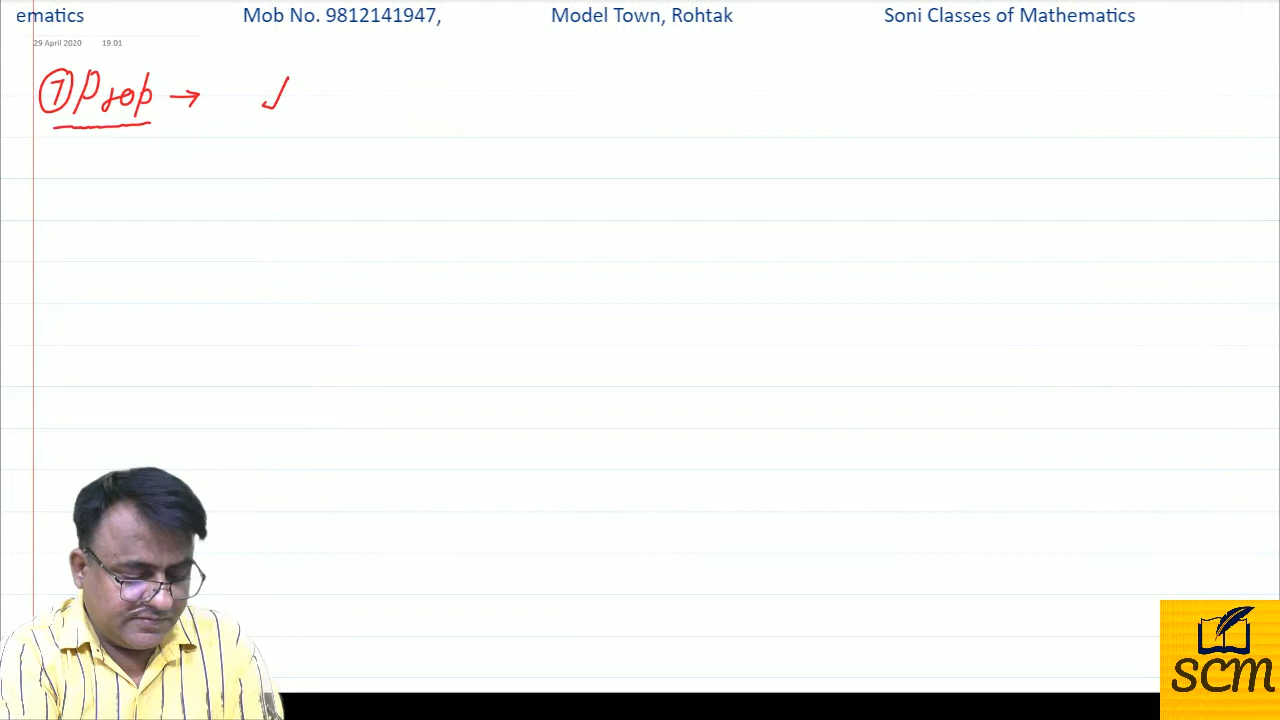 ematics Mob No. 9812141947, Model Town, Rohtak Soni Classes of Mathematics
29 April 2020 19:01
⑦ Prop →
SCM